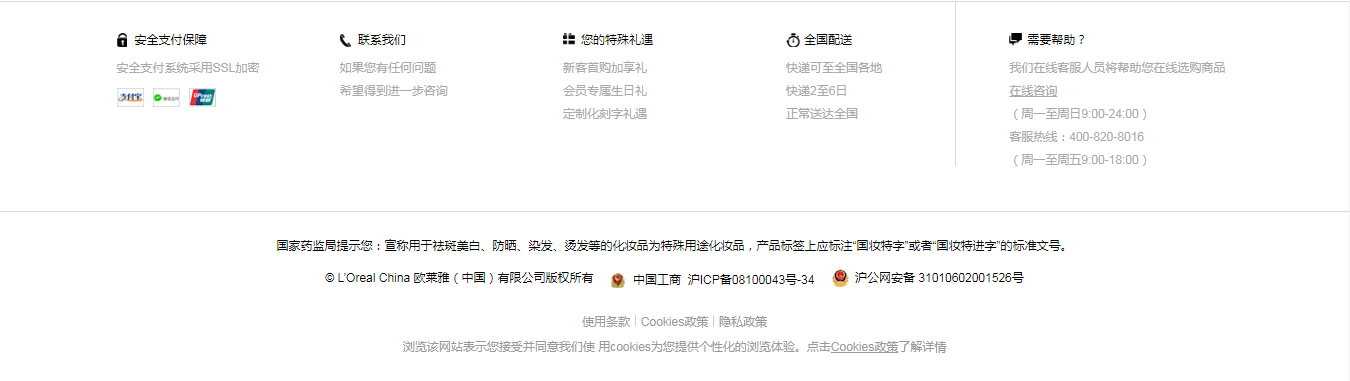 安全支付保障
安全支付系统采用SSL加密
支付宝
微信支付
UnionPay
银联
联系我们
如果您有任何问题
希望得到进一步咨询
您的特殊礼遇
新客首购加享礼
会员专属生日礼
定制化刻字礼遇
全国配送
快递可至全国各地
快递2至6日
正常送达全国
需要帮助？
我们在线客服人员将帮助您在线选购商品
在线咨询
（周一至周日9:00-24:00）
客服热线：400-820-8016
（周一至周五9:00-18:00）
国家药监局提示您：宣称用于祛斑美白、防晒、染发、烫发等的化妆品为特殊用途化妆品，产品标签上应标注“国妆特字”或者“国妆特进字”的标准文号。
© L'Oreal China 欧莱雅（中国）有限公司版权所有 中国工商 沪ICP备08100043号-34 沪公网安备 31010602001526号
使用条款 | Cookies政策 | 隐私政策
浏览该网站表示您接受并同意我们使 用cookies为您提供个性化的浏览体验。点击Cookies政策了解详情